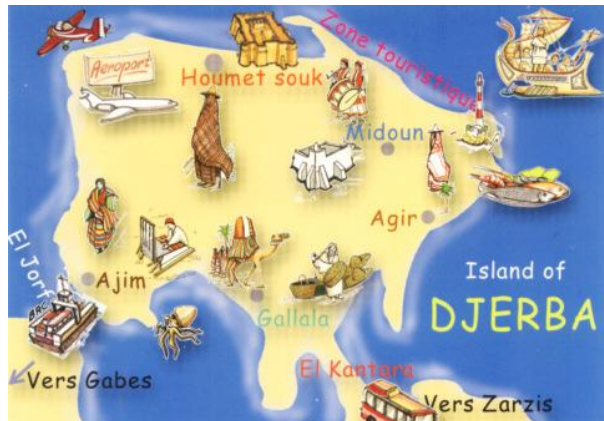 Aeroport
Houmet souk
Zone touristique
Midoun
Agir
El Jorf
Ajim
BAC
Island of
DJERBA
Gallala
El Kantara
Vers Gabes
Vers Zarzis